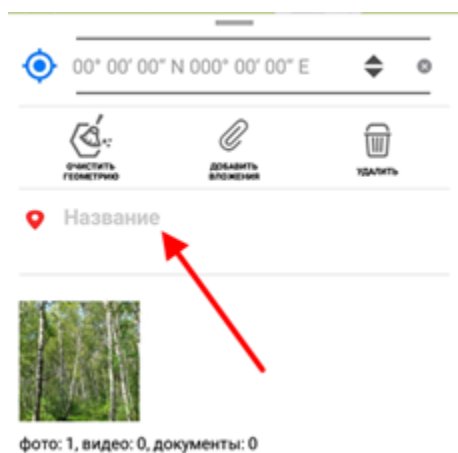 00° 00' 00" N 000° 00' 00" E
ОЧИСТИТЬ
ГЕОМЕТРИЮ
ДОБАВИТЬ
ВЛОЖЕНИЯ
УДАЛИТЬ
Название
фото: 1, видео: 0, документы: 0